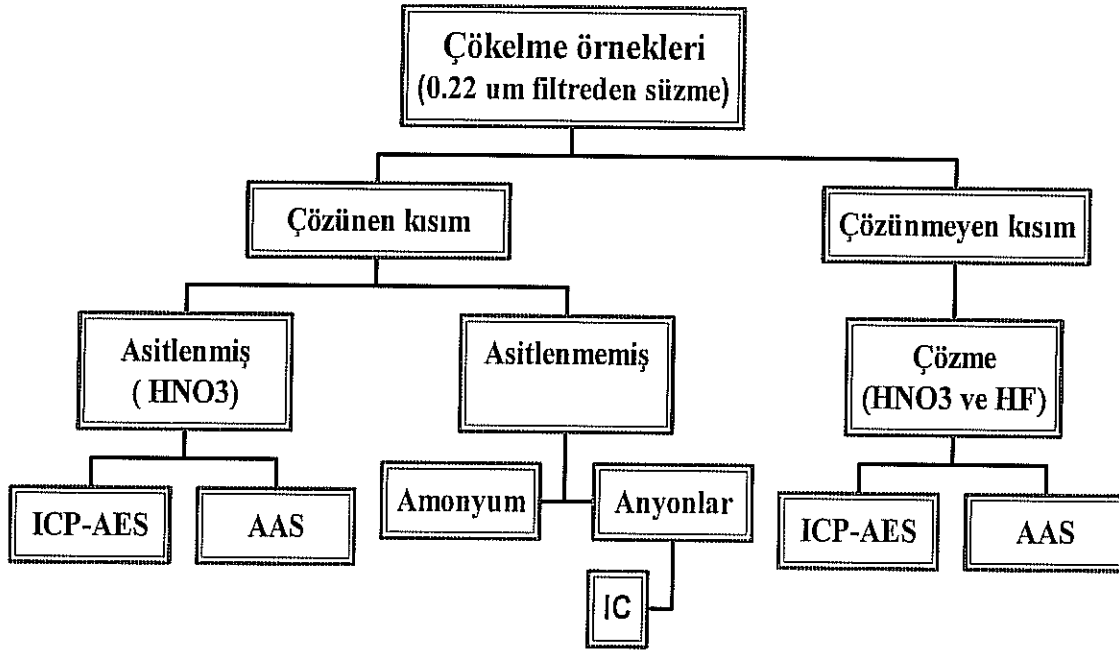 Çökelme örnekleri
(0.22 um filtreden süzme)
Çözünen kısım
Çözünmeyen kısım
Asitlenmiş
( HNO3)
Asitlenmemiş
Çözme
(HNO3 ve HF)
ICP-AES
AAS
Amonyum
Anyonlar
ICP-AES
AAS
IC